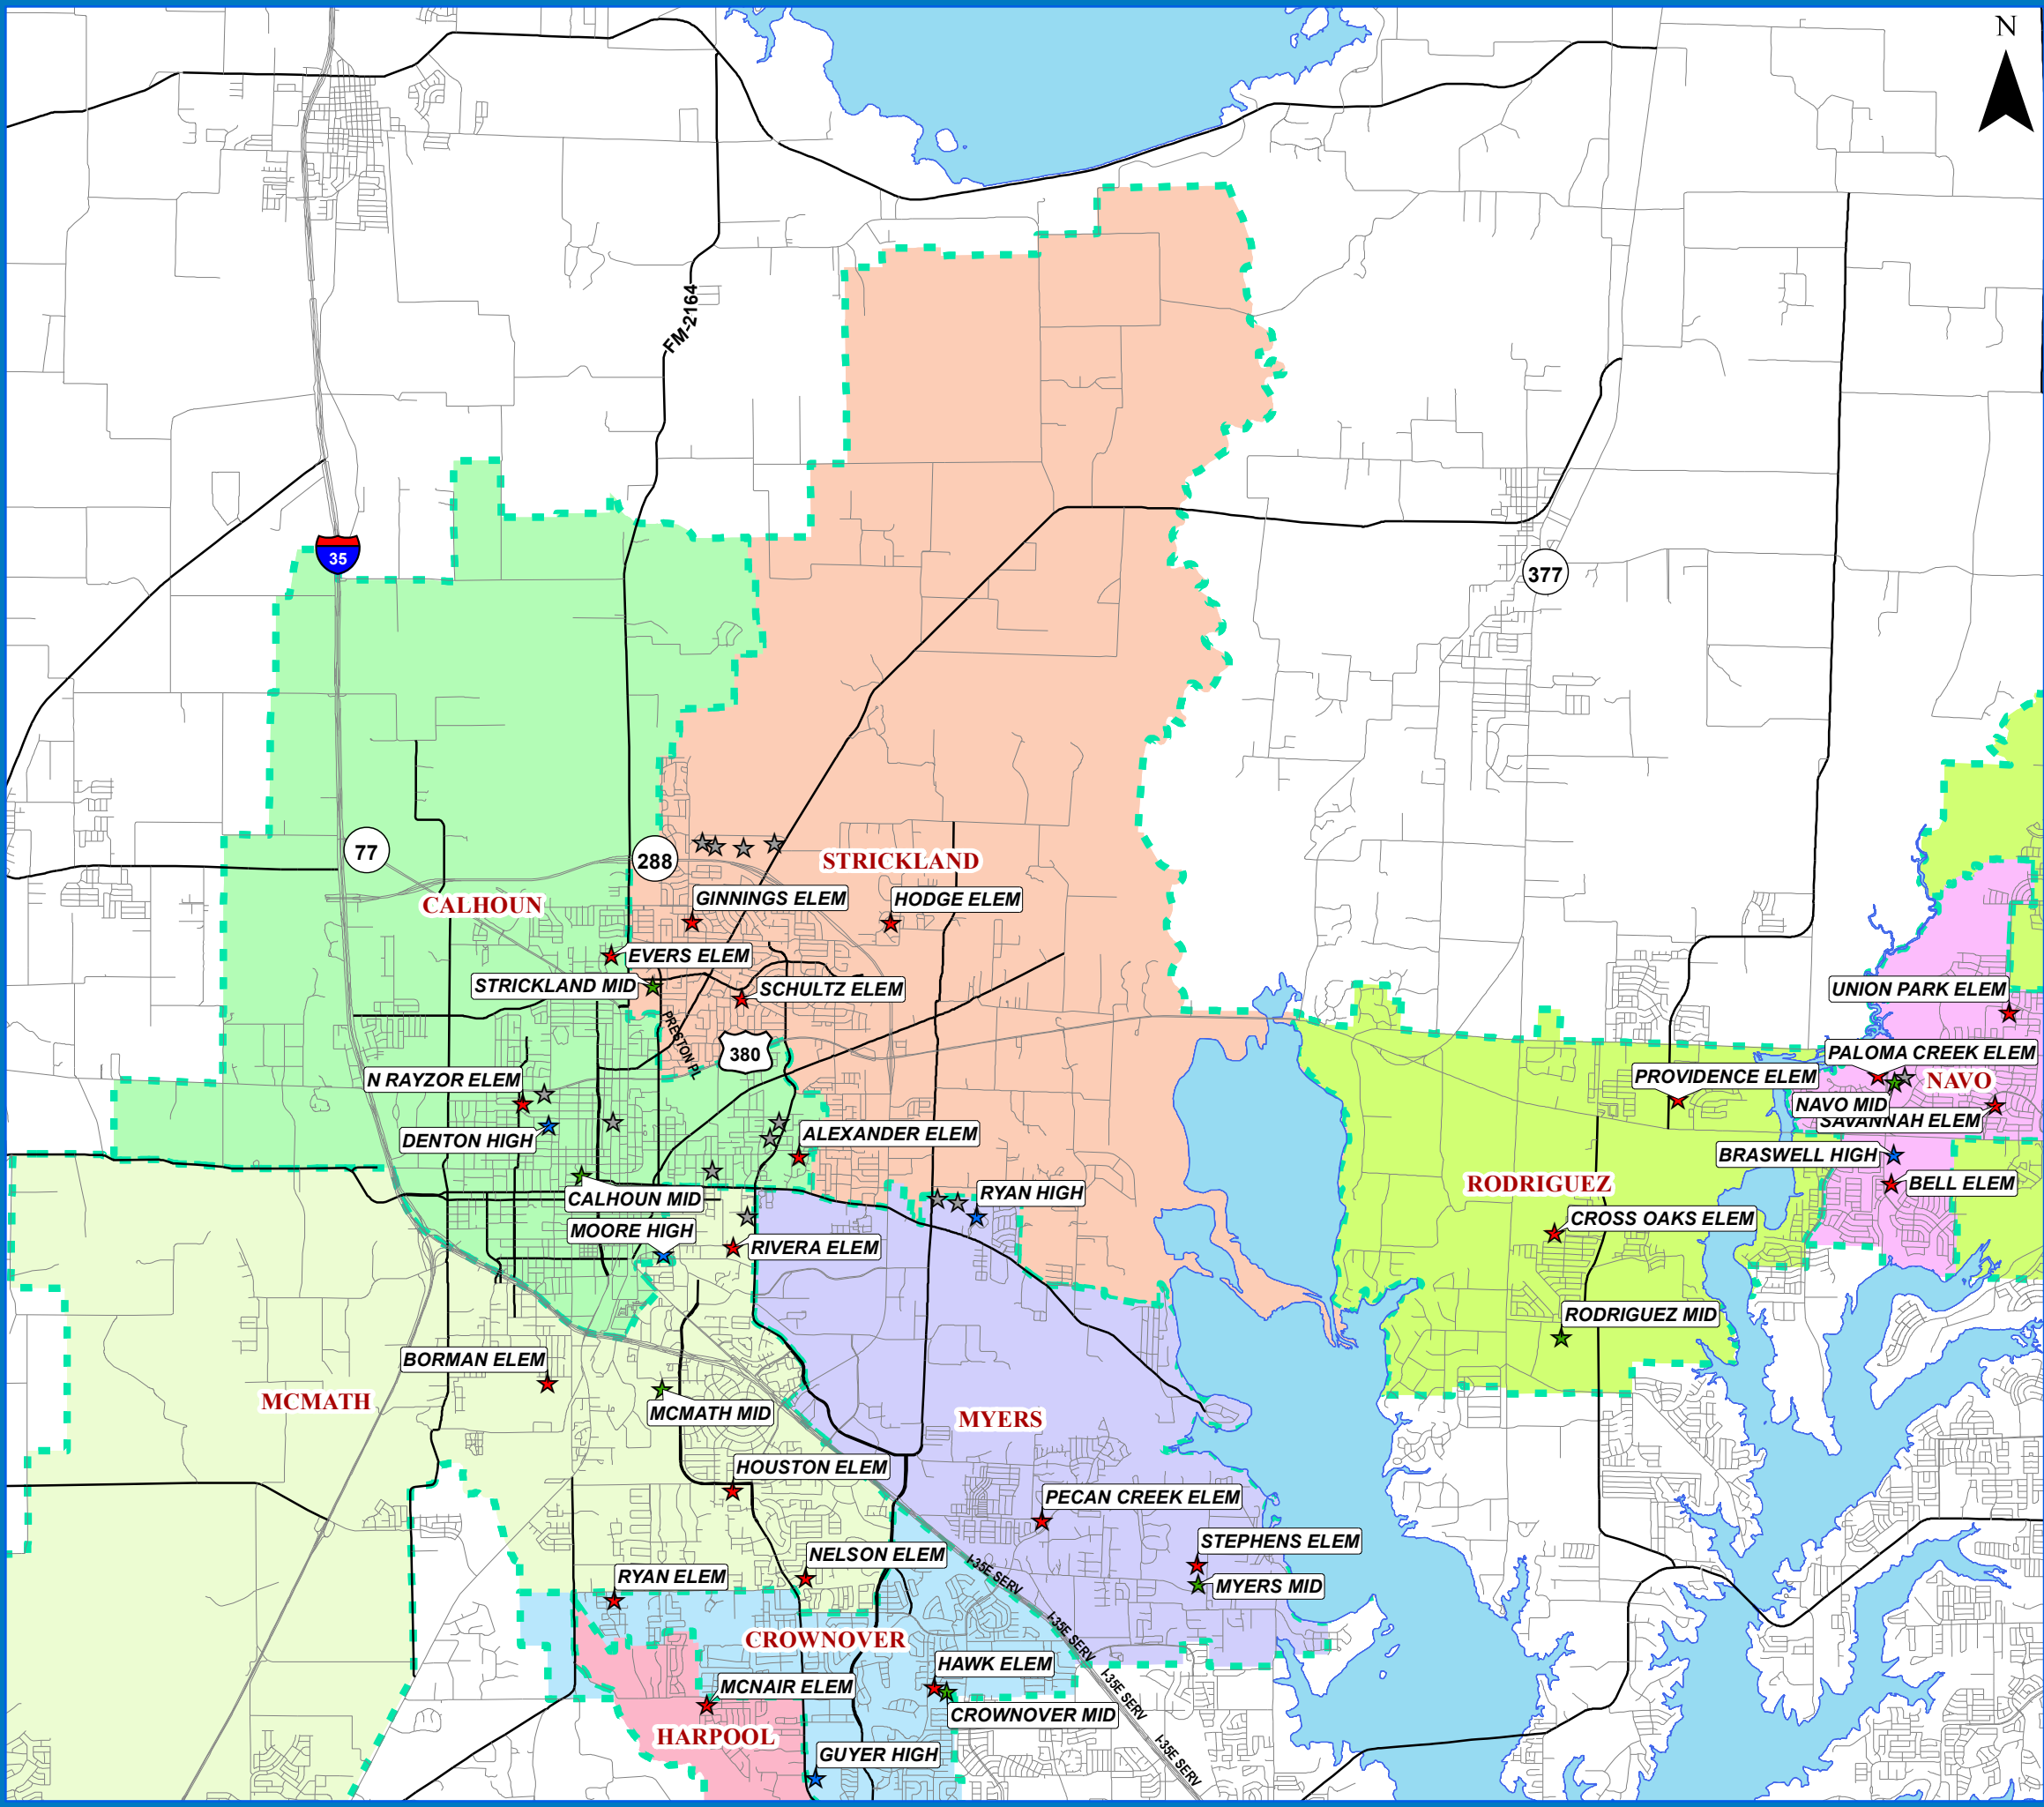 N
FM-2164
35
377
77
288
STRICKLAND
CALHOUN
GINNINGS ELEM
HODGE ELEM
EVERS ELEM
STRICKLAND MID
SCHULTZ ELEM
UNION PARK ELEM
PRESTON PL
380
PALOMA CREEK ELEM
N RAYZOR ELEM
PROVIDENCE ELEM
NAVO
NAVO MID
SAVANNAH ELEM
DENTON HIGH
ALEXANDER ELEM
BRASWELL HIGH
RODRIGUEZ
BELL ELEM
CALHOUN MID
RYAN HIGH
MOORE HIGH
RIVERA ELEM
CROSS OAKS ELEM
RODRIGUEZ MID
BORMAN ELEM
MCMATH
MCMATH MID
MYERS
HOUSTON ELEM
PECAN CREEK ELEM
STEPHENS ELEM
NELSON ELEM
I-35E SERV
RYAN ELEM
MYERS MID
I-35E SERV
CROWNOVER
HAWK ELEM
MCNAIR ELEM
I-35E SERV
CROWNOVER MID
HARPOOL
GUYER HIGH
I-35E SERV